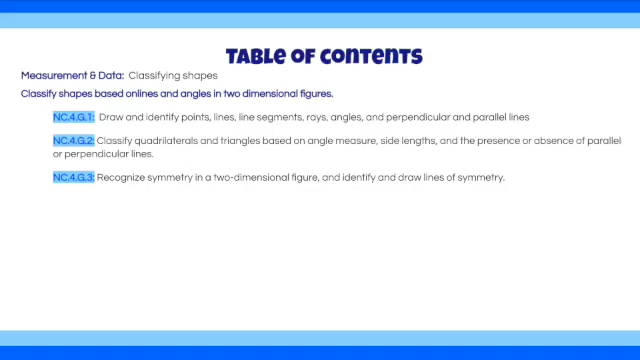 Table of Contents
Measurement & Data: Classifying shapes
Classify shapes based onlines and angles in two dimensional figures.
NC.4.G.1: Draw and identify points, lines, line segments, rays, angles, and perpendicular and parallel lines
NC.4.G.2: Classify quadrilaterals and triangles based on angle measure, side lengths, and the presence or absence of parallel
or perpendicular lines.
NC.4.G.3: Recognize symmetry in a two-dimensional figure, and identify and draw lines of symmetry.